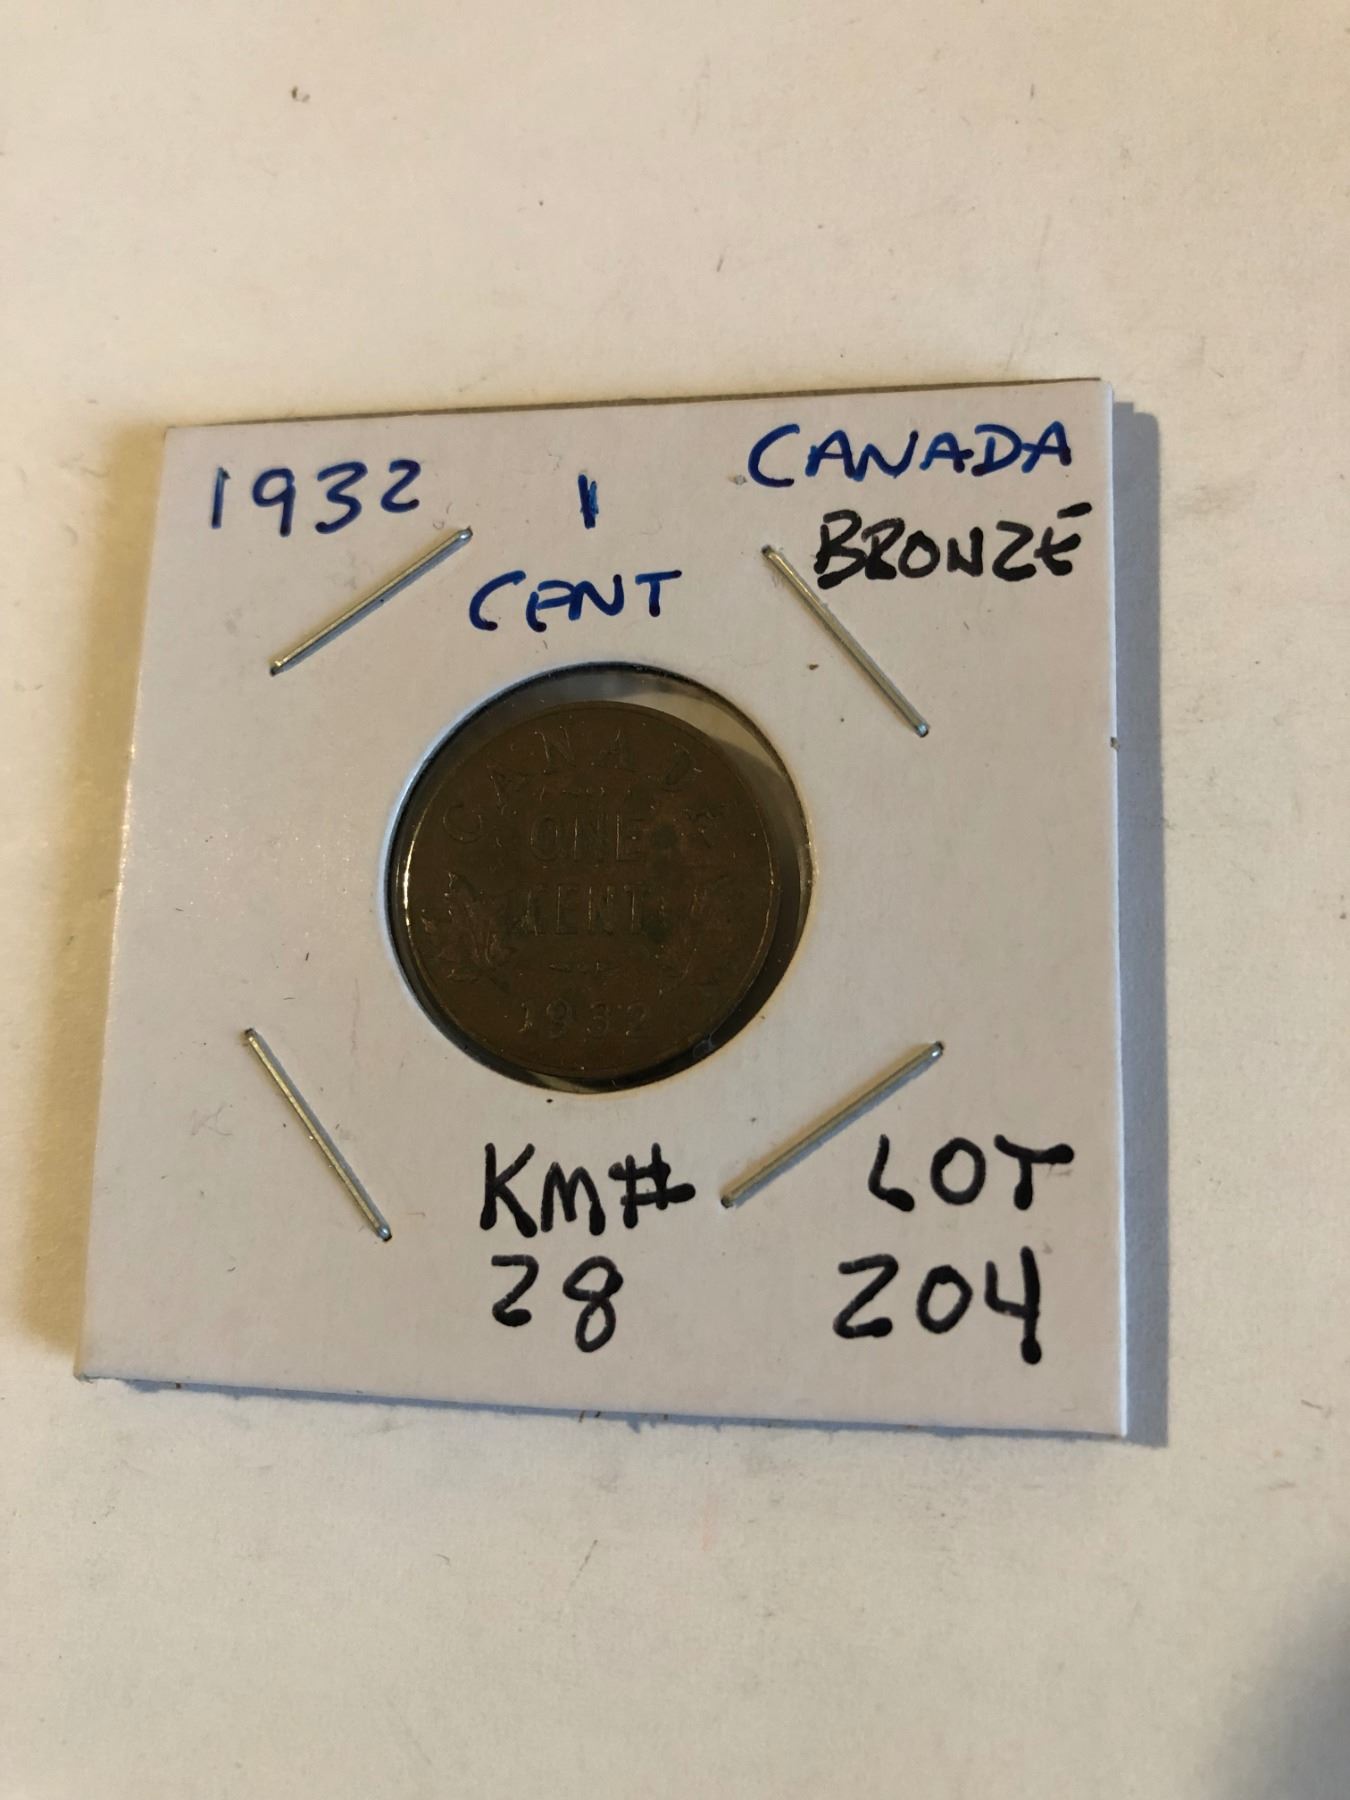 1932 1 CANADA
CENT BRONZE
CANADA
ONE
CENT
1932
KM# LOT
28 204